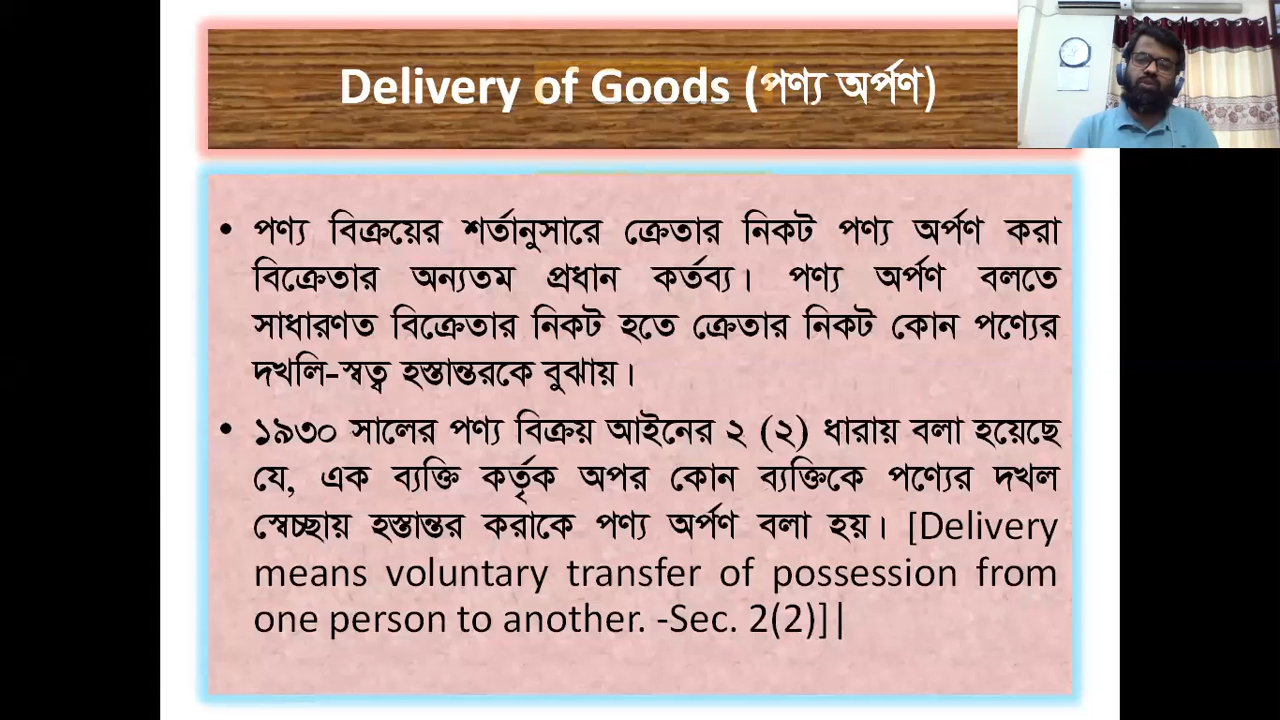 Delivery of Goods (পণ্য অর্পণ)
• পণ্য বিক্রয়ের শর্তানুসারে ক্রেতার নিকট পণ্য অর্পণ করা
বিক্রেতার অন্যতম প্রধান কর্তব্য। পণ্য অর্পণ বলতে
সাধারণত বিক্রেতার নিকট হতে ক্রেতার নিকট কোন পণ্যের
দখলি-স্বত্ব হস্তান্তরকে বুঝায়।
• ১৯৩০ সালের পণ্য বিক্রয় আইনের ২ (২) ধারায় বলা হয়েছে
যে, এক ব্যক্তি কর্তৃক অপর কোন ব্যক্তিকে পণ্যের দখল
স্বেচ্ছায় হস্তান্তর করাকে পণ্য অর্পণ বলা হয়। [Delivery
means voluntary transfer of possession from
one person to another. -Sec. 2(2)]|